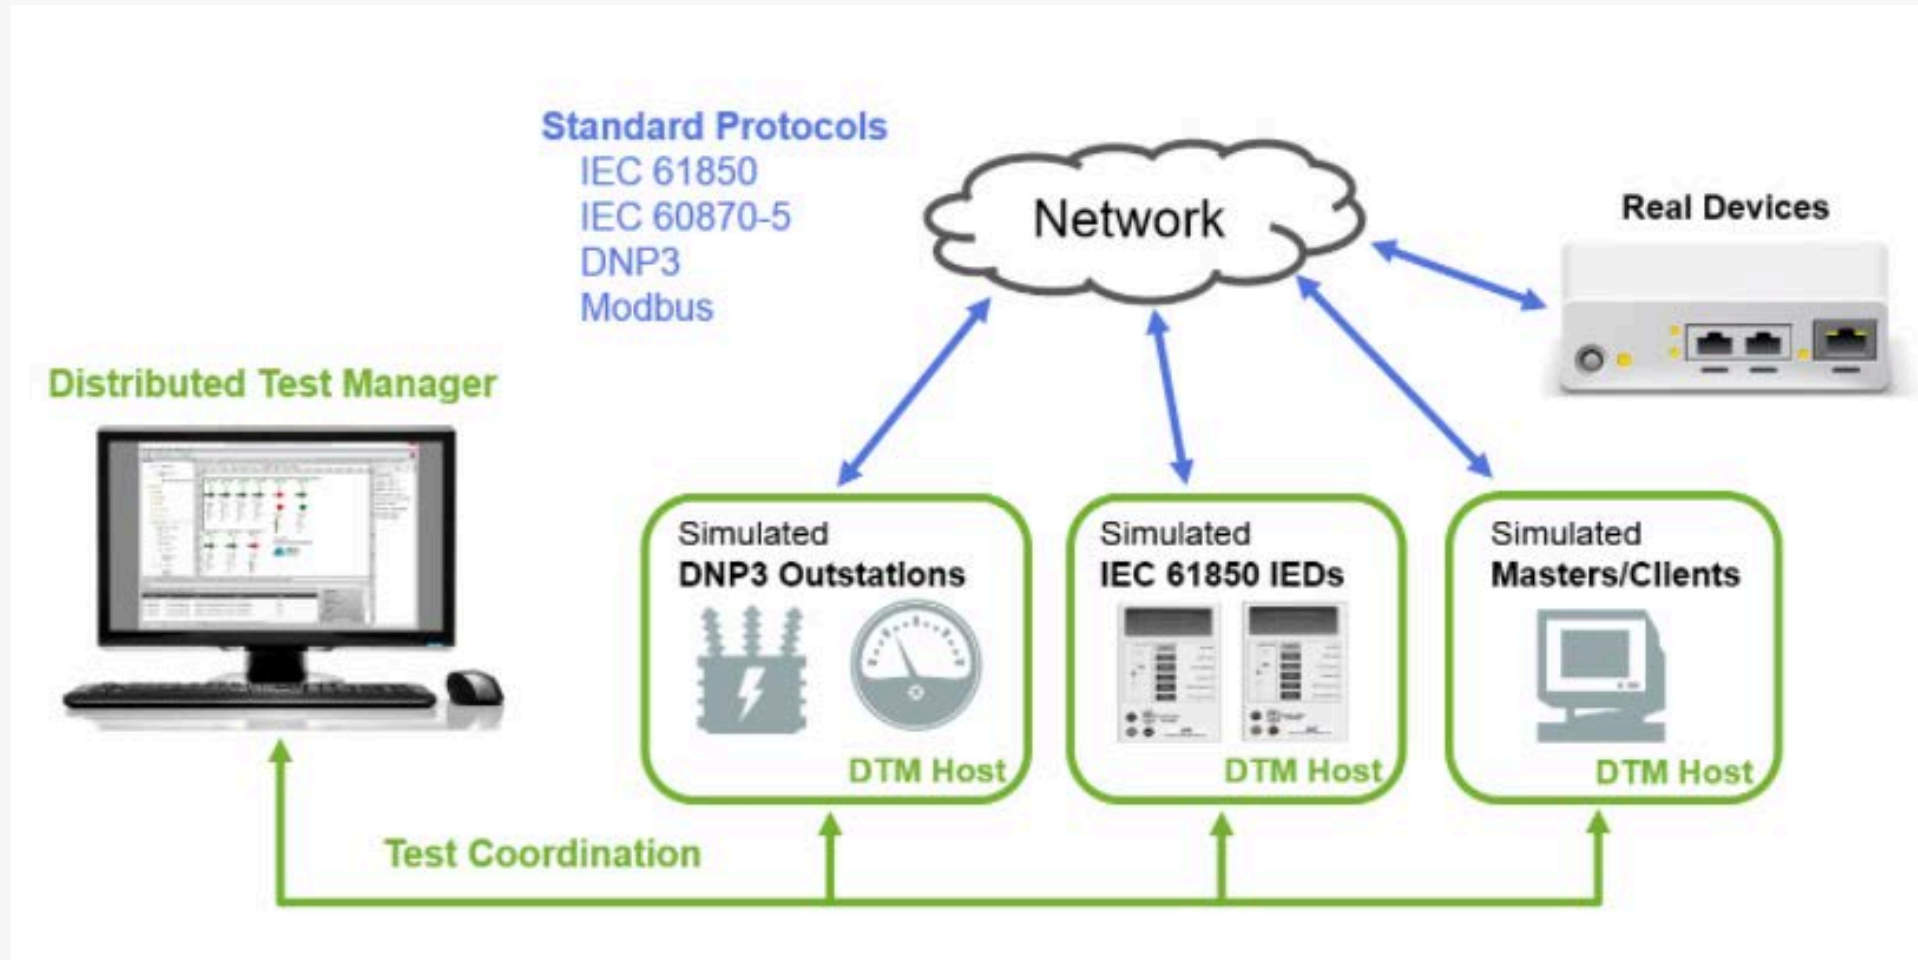 Standard Protocols
IEC 61850
IEC 60870-5
DNP3
Modbus
Network
Real Devices
Distributed Test Manager
Simulated
DNP3 Outstations
DTM Host
Simulated
IEC 61850 IEDs
DTM Host
Simulated
Masters/Clients
DTM Host
Test Coordination